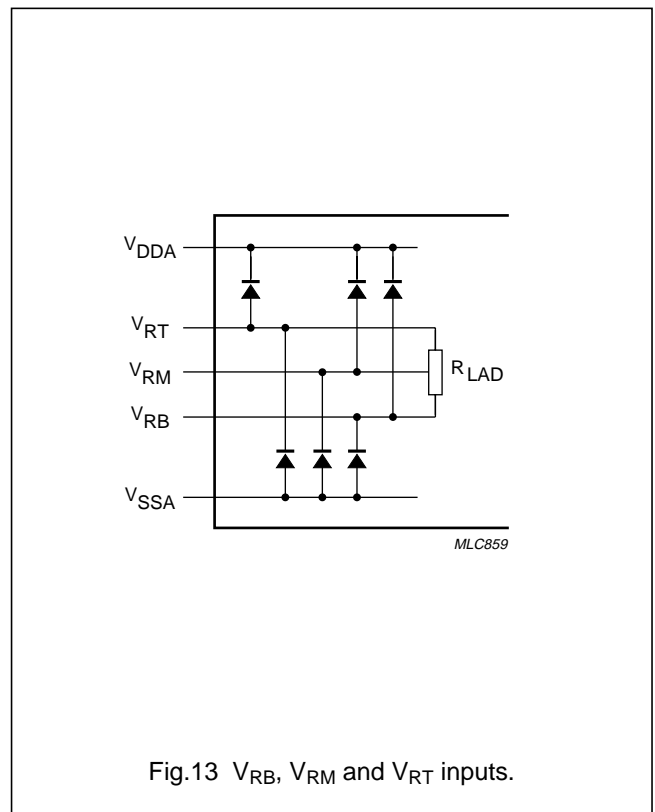 VDDA
VRT
VRM
RLAD
VRB
VSSA
MLC859
Fig.13 VRB, VRM and VRT inputs.